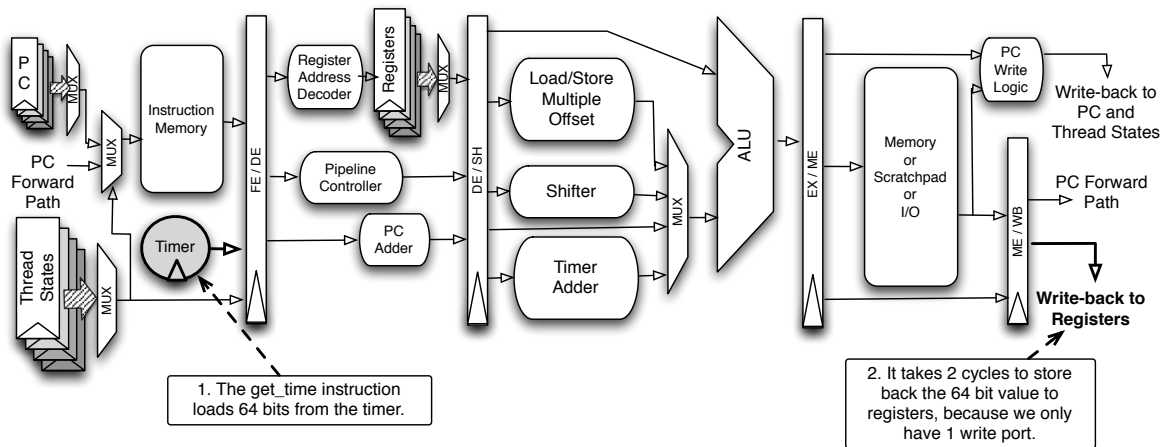 PC
MUX
PC
Forward
Path
MUX
Thread
States
MUX
Instruction
Memory
Timer
FE / DE
Register
Address
Decoder
Registers
MUX
Pipeline
Controller
PC
Adder
DE / SH
Load/Store
Multiple
Offset
Shifter
Timer
Adder
MUX
ALU
EX / ME
Memory
or
Scratchpad
or
I/O
PC
Write
Logic
Write-back to
PC and
Thread States
ME / WB
PC Forward
Path
Write-back to
Registers
1. The get_time instruction
loads 64 bits from the timer.
2. It takes 2 cycles to store
back the 64 bit value to
registers, because we only
have 1 write port.